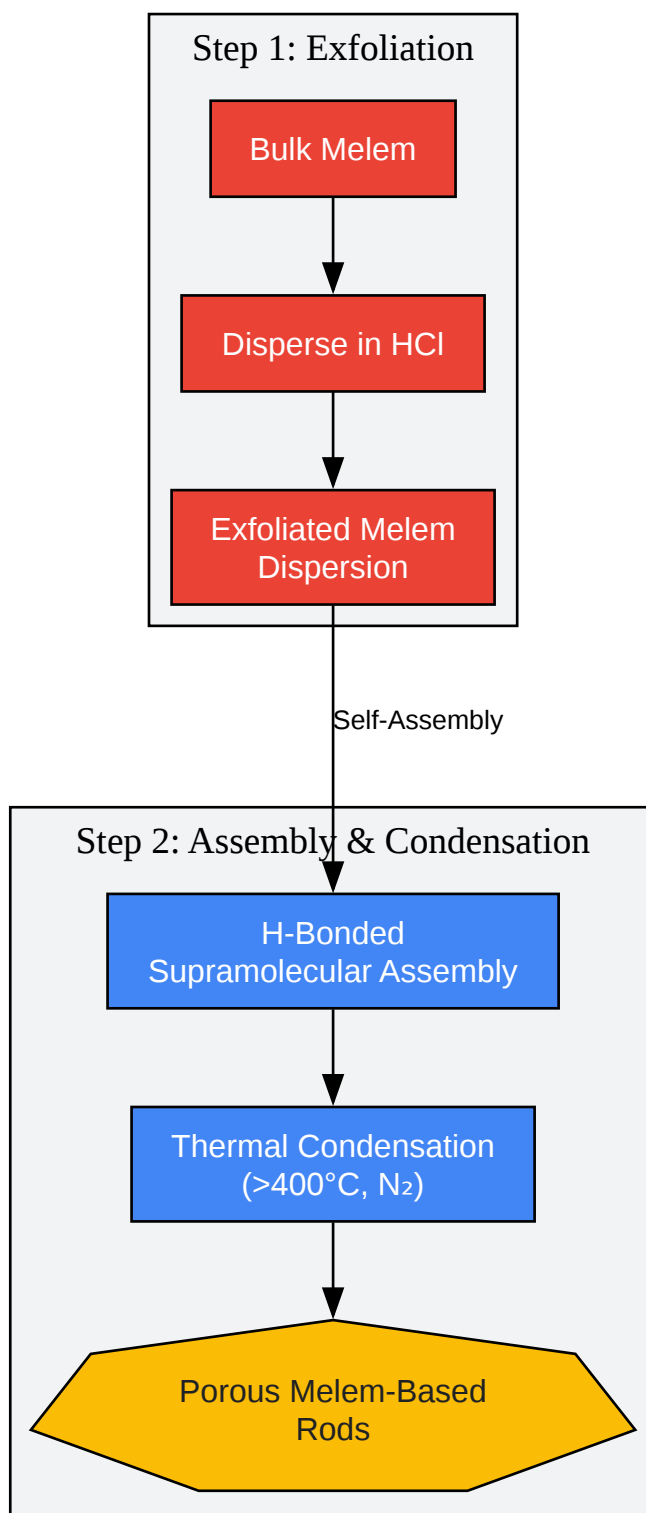 Step 1: Exfoliation
Bulk Melem
Disperse in HCl
Exfoliated Melem
Dispersion
Self-Assembly
Step 2: Assembly & Condensation
H-Bonded
Supramolecular Assembly
Thermal Condensation
(>400°C, N₂)
Porous Melem-Based
Rods